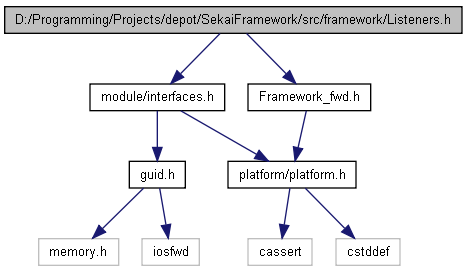 D:/Programming/Projects/depot/SekaiFramework/src/framework/Listeners.h
module/interfaces.h
Framework_fwd.h
guid.h
platform/platform.h
memory.h
iosfwd
cassert
cstddef